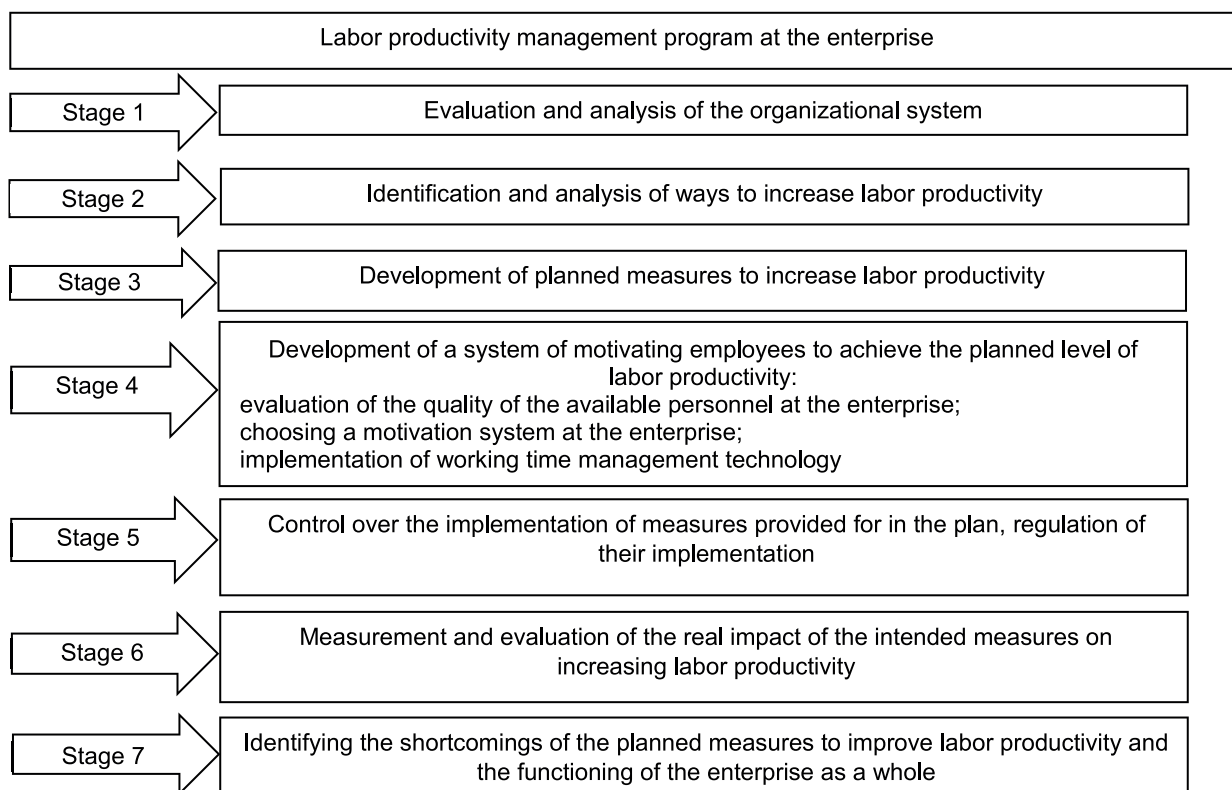 Labor productivity management program at the enterprise
Stage 1
Evaluation and analysis of the organizational system
Stage 2
Identification and analysis of ways to increase labor productivity
Stage 3
Development of planned measures to increase labor productivity
Stage 4
Development of a system of motivating employees to achieve the planned level of
labor productivity:
evaluation of the quality of the available personnel at the enterprise;
choosing a motivation system at the enterprise;
implementation of working time management technology
Stage 5
Control over the implementation of measures provided for in the plan, regulation of
their implementation
Stage 6
Measurement and evaluation of the real impact of the intended measures on
increasing labor productivity
Stage 7
Identifying the shortcomings of the planned measures to improve labor productivity and
the functioning of the enterprise as a whole